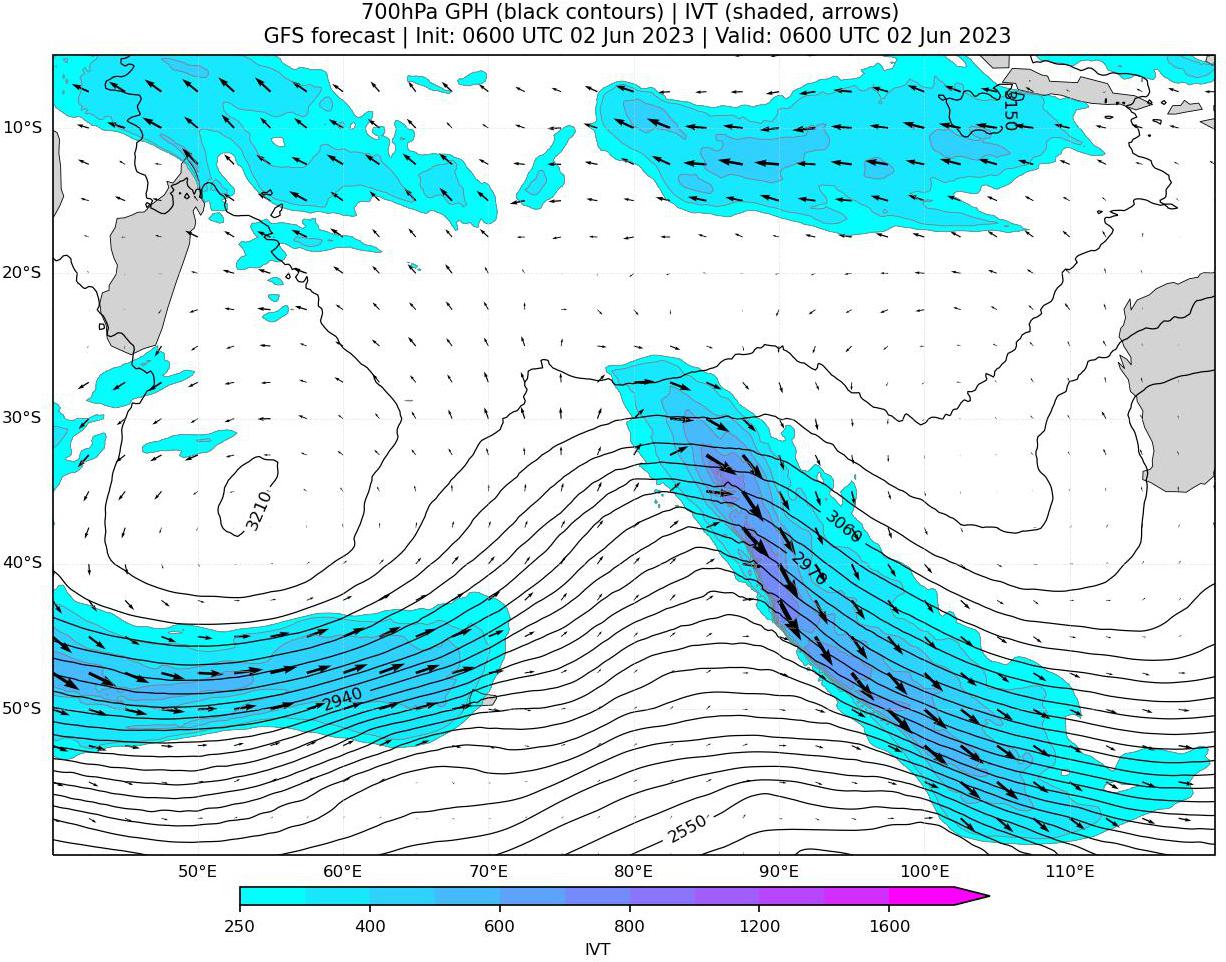 700hPa GPH (black contours) | IVT (shaded, arrows)
GFS forecast | Init: 0600 UTC 02 Jun 2023 | Valid: 0600 UTC 02 Jun 2023
3150
10°S
20°S
30°S
3210
3060
2970
40°S
2940
50°S
2550
50°E 60°E 70°E 80°E 90°E 100°E 110°E
250 400 600 800 1200 1600
IVT